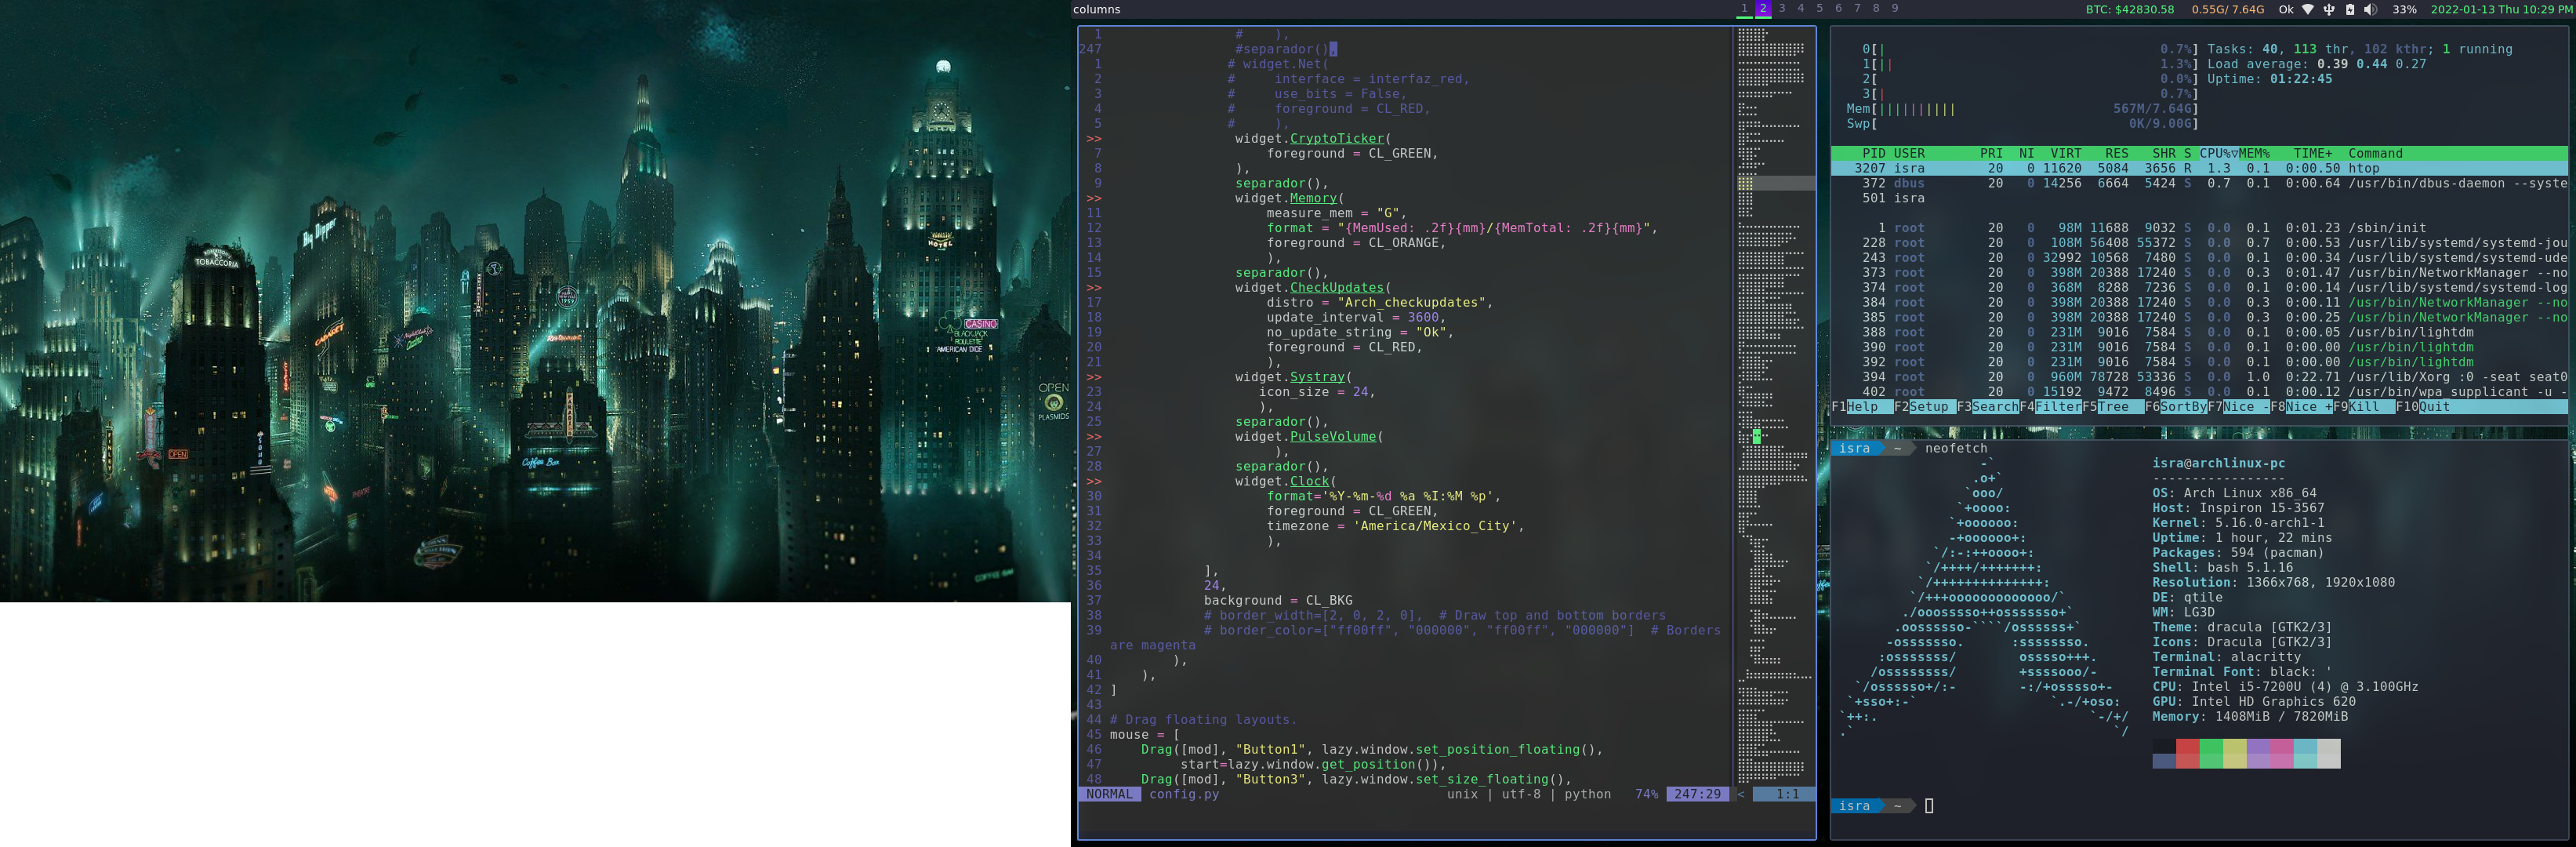 Big Dipper
TOBACCORIA
HOTEL
CASINO
BLACKJACK
ROULETTE
AMERICAN DICE
CABARET
Casino
Restaurant
OPEN
PLASMIDS
OPEN
Coffee Bar
columns
1 2 3 4 5 6 7 8 9
BTC: $42830.58 0.55G/ 7.64G Ok 33% 2022-01-13 Thu 10:29 PM
1 # ),
247 #separador(),
1 # widget.Net(
2 # interface = interfaz_red,
3 # use_bits = False,
4 # foreground = CL_RED,
5 # ),
>> widget.CryptoTicker(
7 foreground = CL_GREEN,
8 ),
9 separador(),
>> widget.Memory(
11 measure_mem = "G",
12 format = "{MemUsed: .2f}{mm}/{MemTotal: .2f}{mm}",
13 foreground = CL_ORANGE,
14 ),
15 separador(),
>> widget.CheckUpdates(
17 distro = "Arch_checkupdates",
18 update_interval = 3600,
19 no_update_string = "Ok",
20 foreground = CL_RED,
21 ),
>> widget.Systray(
23 icon_size = 24,
24 ),
25 separador(),
>> widget.PulseVolume(
27 ),
28 separador(),
>> widget.Clock(
30 format='%Y-%m-%d %a %I:%M %p',
31 foreground = CL_GREEN,
32 timezone = 'America/Mexico_City',
33 ),
34
35 ],
36 24,
37 background = CL_BKG
38 # border_width=[2, 0, 2, 0], # Draw top and bottom borders
39 # border_color=["ff00ff", "000000", "ff00ff", "000000"] # Borders
are magenta
40 ),
41 ),
42 ]
43
44 # Drag floating layouts.
45 mouse = [
46 Drag([mod], "Button1", lazy.window.set_position_floating(),
47 start=lazy.window.get_position()),
48 Drag([mod], "Button3", lazy.window.set_size_floating(),
NORMAL config.py unix | utf-8 | python 74% 247:29 < 1:1
0[| 0.7%] Tasks: 40, 113 thr, 102 kthr; 1 running
1[|| 1.3%] Load average: 0.39 0.44 0.27
2[ 0.0%] Uptime: 01:22:45
3[| 0.7%]
Mem[|||||||||| 567M/7.64G]
Swp[ 0K/9.00G]
PID USER PRI NI VIRT RES SHR S CPU%▽MEM% TIME+ Command
3207 isra 20 0 11620 5084 3656 R 1.3 0.1 0:00.50 htop
372 dbus 20 0 14256 6664 5424 S 0.7 0.1 0:00.64 /usr/bin/dbus-daemon --syste
501 isra
1 root 20 0 98M 11688 9032 S 0.0 0.1 0:01.23 /sbin/init
228 root 20 0 108M 56408 55372 S 0.0 0.7 0:00.53 /usr/lib/systemd/systemd-jou
243 root 20 0 32992 10568 7480 S 0.0 0.1 0:00.34 /usr/lib/systemd/systemd-ude
373 root 20 0 398M 20388 17240 S 0.0 0.3 0:01.47 /usr/bin/NetworkManager --no
374 root 20 0 368M 8288 7236 S 0.0 0.1 0:00.14 /usr/lib/systemd/systemd-log
384 root 20 0 398M 20388 17240 S 0.0 0.3 0:00.11 /usr/bin/NetworkManager --no
385 root 20 0 398M 20388 17240 S 0.0 0.3 0:00.25 /usr/bin/NetworkManager --no
388 root 20 0 231M 9016 7584 S 0.0 0.1 0:00.05 /usr/bin/lightdm
390 root 20 0 231M 9016 7584 S 0.0 0.1 0:00.00 /usr/bin/lightdm
392 root 20 0 231M 9016 7584 S 0.0 0.1 0:00.00 /usr/bin/lightdm
394 root 20 0 960M 78728 53336 S 0.0 1.0 0:22.71 /usr/lib/Xorg :0 -seat seat0
402 root 20 0 15192 9472 8496 S 0.0 0.1 0:00.12 /usr/bin/wpa_supplicant -u -
F1Help F2Setup F3SearchF4FilterF5Tree F6SortByF7Nice -F8Nice +F9Kill F10Quit
isra ~ neofetch
isra@archlinux-pc
-----------------
OS: Arch Linux x86_64
Host: Inspiron 15-3567
Kernel: 5.16.0-arch1-1
Uptime: 1 hour, 22 mins
Packages: 594 (pacman)
Shell: bash 5.1.16
Resolution: 1366x768, 1920x1080
DE: qtile
WM: LG3D
Theme: dracula [GTK2/3]
Icons: Dracula [GTK2/3]
Terminal: alacritty
Terminal Font: black: '
CPU: Intel i5-7200U (4) @ 3.100GHz
GPU: Intel HD Graphics 620
Memory: 1408MiB / 7820MiB
isra ~